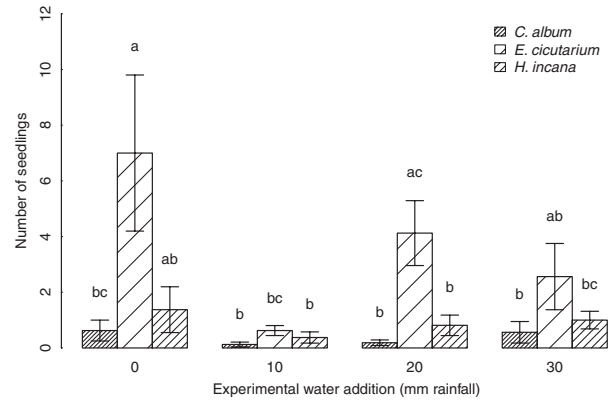 12
10
8
6
4
2
0
Number of seedlings
C. album
E. cicutarium
H. incana
bc a ab
b bc b
b ac b
b ab bc
0 10 20 30
Experimental water addition (mm rainfall)